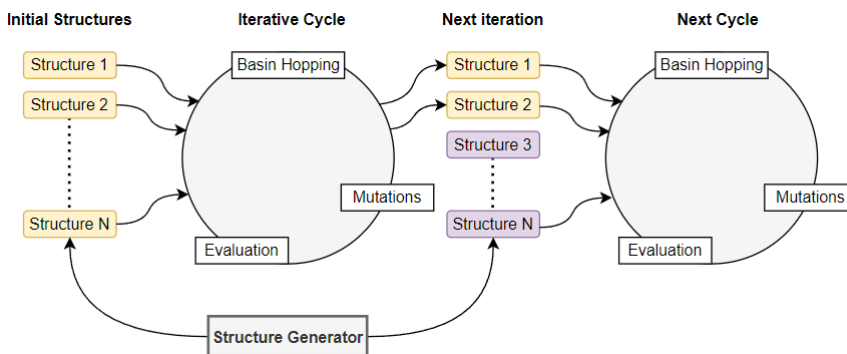 Initial Structures
Iterative Cycle
Next iteration
Next Cycle
Structure 1
Structure 2
Structure N
Basin Hopping
Mutations
Evaluation
Structure 1
Structure 2
Structure 3
Structure N
Basin Hopping
Mutations
Evaluation
Structure Generator